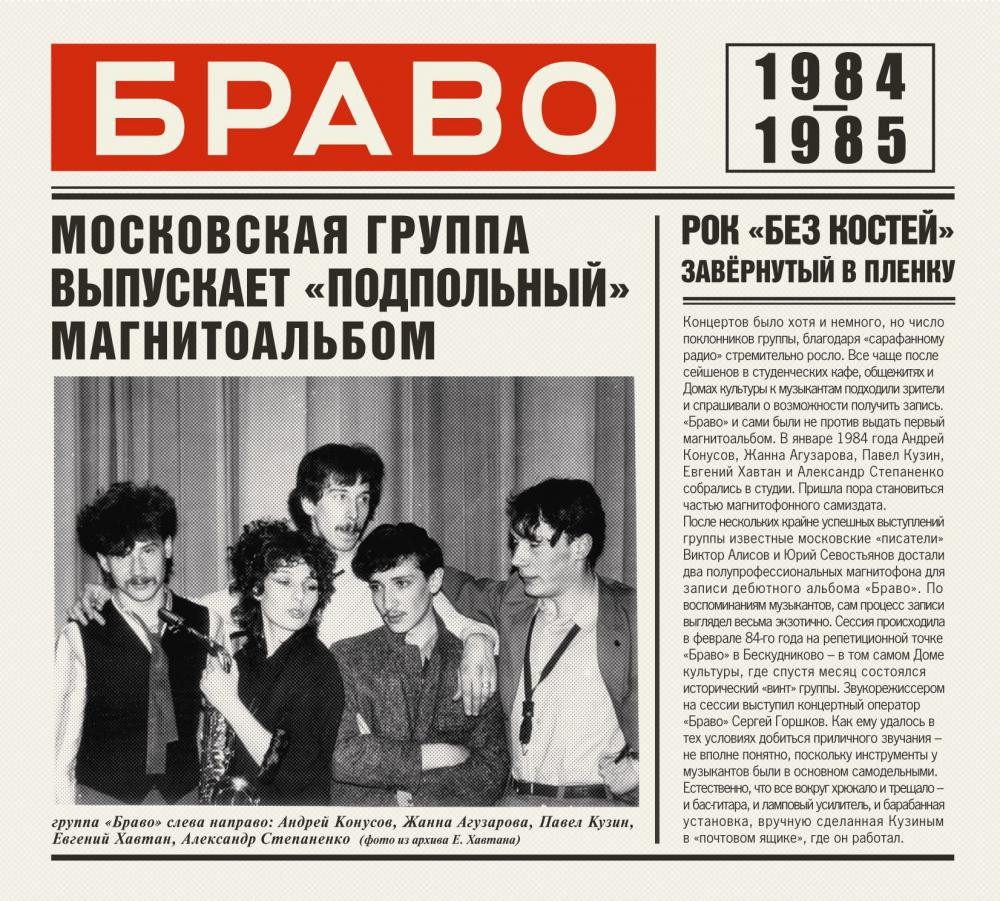 БРАВО
1984
—
1985
МОСКОВСКАЯ ГРУППА
ВЫПУСКАЕТ «ПОДПОЛЬНЫЙ»
МАГНИТОАЛЬБОМ
группа «Браво» слева направо: Андрей Конусов, Жанна Агузарова, Павел Кузин,
Евгений Хавтан, Александр Степаненко (фото из архива Е. Хавтана)
РОК «БЕЗ КОСТЕЙ»
ЗАВЁРНУТЫЙ В ПЛЕНКУ
Концертов было хотя и немного, но число
поклонников группы, благодаря «сарафанному
радио» стремительно росло. Все чаще после
сейшенов в студенческих кафе, общежитях и
Домах культуры к музыкантам подходили зрители
и спрашивали о возможности получить запись.
«Браво» и сами были не против выдать первый
магнитоальбом. В январе 1984 года Андрей
Конусов, Жанна Агузарова, Павел Кузин,
Евгений Хавтан и Александр Степаненко
собрались в студии. Пришла пора становиться
частью магнитофонного самиздата.
После нескольких крайне успешных выступлений
группы известные московские «писатели»
Виктор Алисов и Юрий Севостьянов достали
два полупрофессиональных магнитофона для
записи дебютного альбома «Браво». По
воспоминаниям музыкантов, сам процесс записи
выглядел весьма экзотично. Сессия происходила
в феврале 84-го года на репетиционной точке
«Браво» в Бескудниково – в том самом Доме
культуры, где спустя месяц состоялся
исторический «винт» группы. Звукорежиссером
на сессии выступил концертный оператор
«Браво» Сергей Горшков. Как ему удалось в
тех условиях добиться приличного звучания –
не вполне понятно, поскольку инструменты у
музыкантов были в основном самодельными.
Естественно, что все вокруг хрюкало и трещало –
и бас-гитара, и ламповый усилитель, и барабанная
установка, вручную сделанная Кузиным
в «почтовом ящике», где он работал.